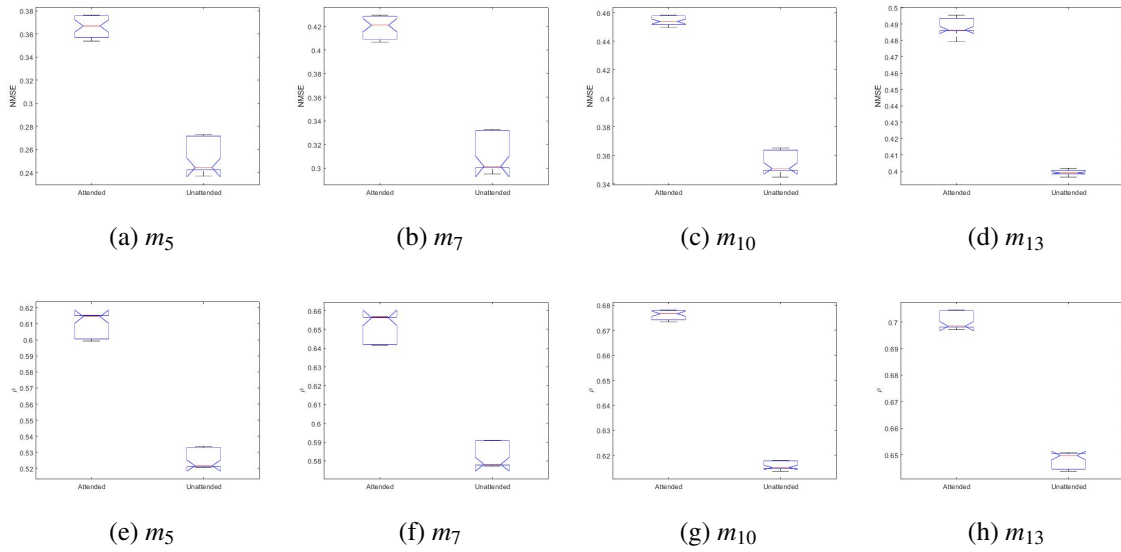 0.38
0.36
0.34
0.32
0.3
0.28
0.26
0.24
NMSE
Attended
Unattended
(a) m5
0.42
0.4
0.38
0.36
0.34
0.32
0.3
NMSE
Attended
Unattended
(b) m7
0.46
0.44
0.42
0.4
0.38
0.36
0.34
NMSE
Attended
Unattended
(c) m10
0.5
0.49
0.48
0.47
0.46
0.45
0.44
0.43
0.42
0.41
0.4
NMSE
Attended
Unattended
(d) m13
0.62
0.61
0.6
0.59
0.58
0.57
0.56
0.55
0.54
0.53
0.52
ρ
Attended
Unattended
(e) m5
0.66
0.65
0.64
0.63
0.62
0.61
0.6
0.59
0.58
ρ
Attended
Unattended
(f) m7
0.68
0.67
0.66
0.65
0.64
0.63
0.62
ρ
Attended
Unattended
(g) m10
0.7
0.69
0.68
0.67
0.66
0.65
ρ
Attended
Unattended
(h) m13